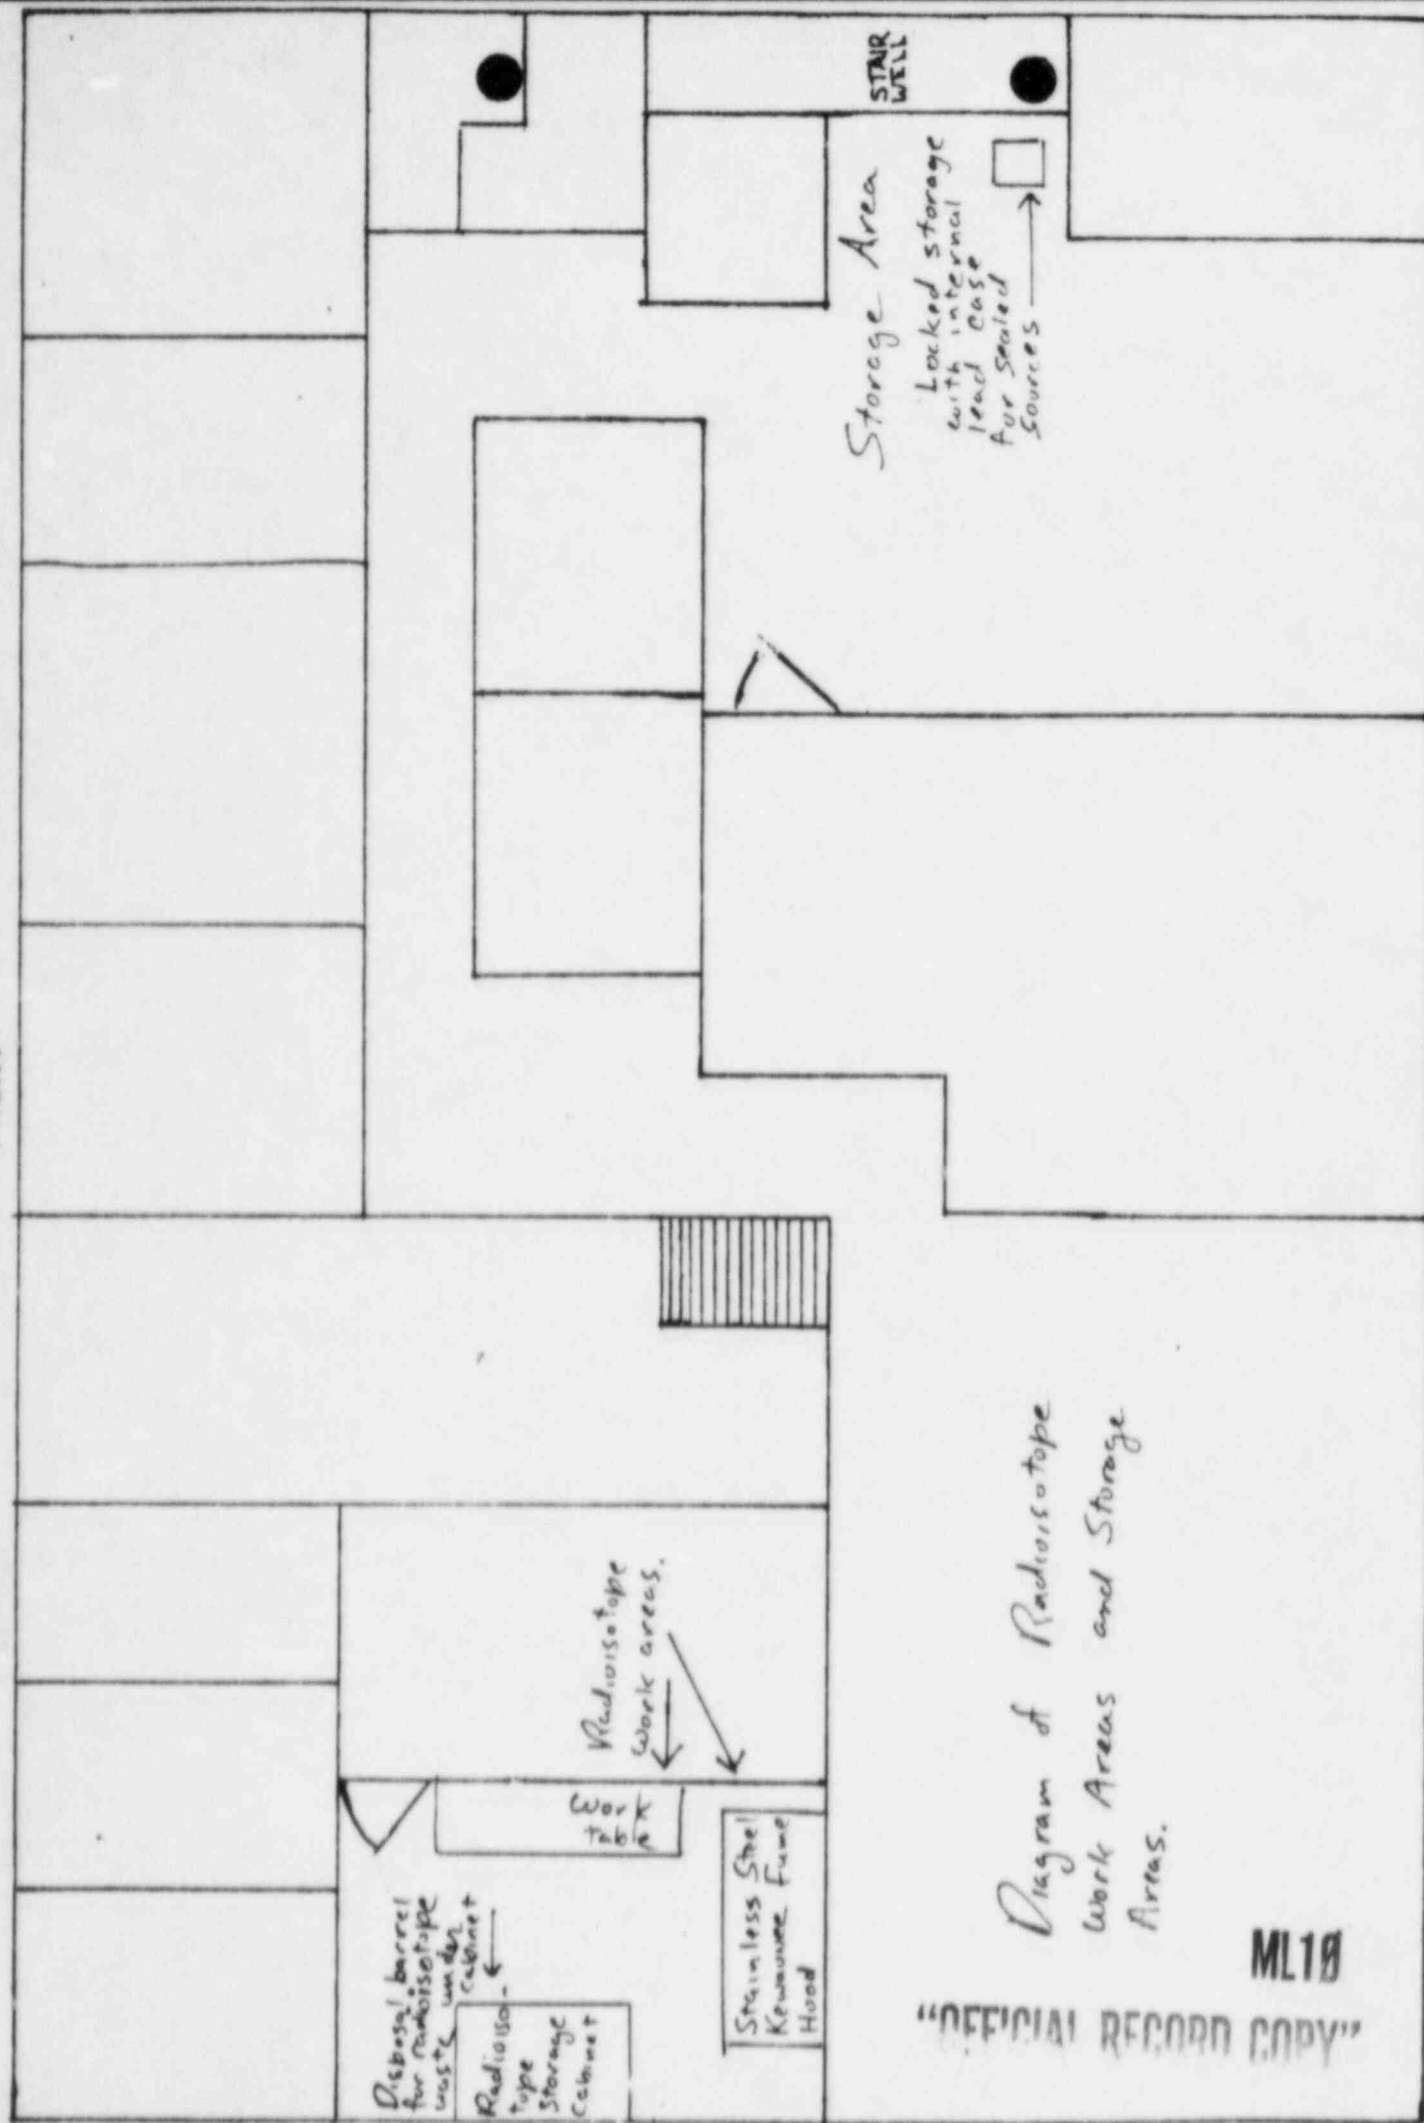 STAIR
WELL
Storage Area
Locked storage
with internal
lead case
for sealed
sources
Radioisotope
work areas.
Work
top
Disposal barrel
for radioisotope
waste under
cabinet
Radioiso-
tope
Storage
Cabinet
Stainless Steel
Kewaunee Fume
Hood
Diagram of Radioisotope
Work Areas and Storage
Areas.
ML10
"OFFICIAL RECORD COPY"